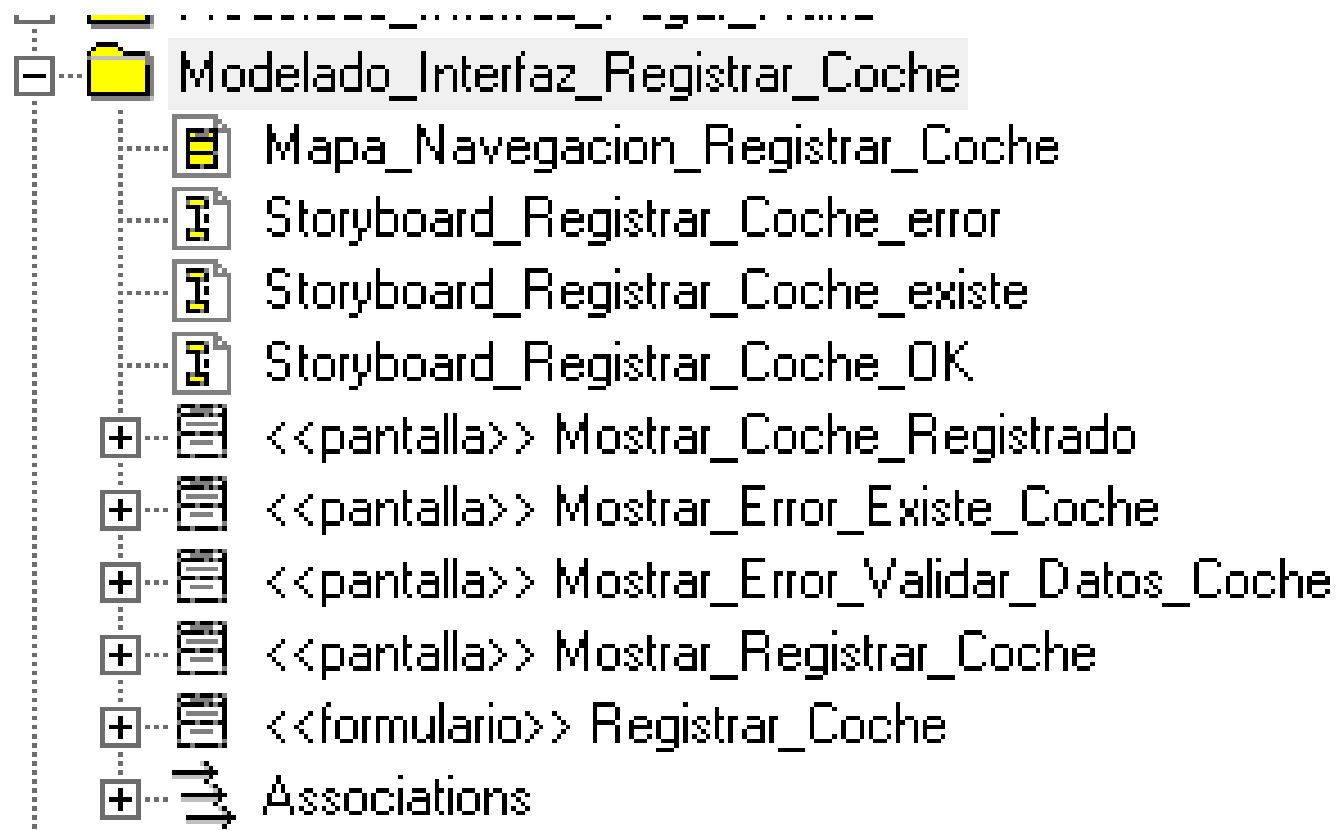 Modelado_Interfaz_Registrar_Coche
Mapa_Navegacion_Registrar_Coche
Storyboard_Registrar_Coche_error
Storyboard_Registrar_Coche_existe
Storyboard_Registrar_Coche_OK
<<pantalla>> Mostrar_Coche_Registrado
<<pantalla>> Mostrar_Error_Existe_Coche
<<pantalla>> Mostrar_Error_Validar_Datos_Coche
<<pantalla>> Mostrar_Registrar_Coche
<<formulario>> Registrar_Coche
Associations